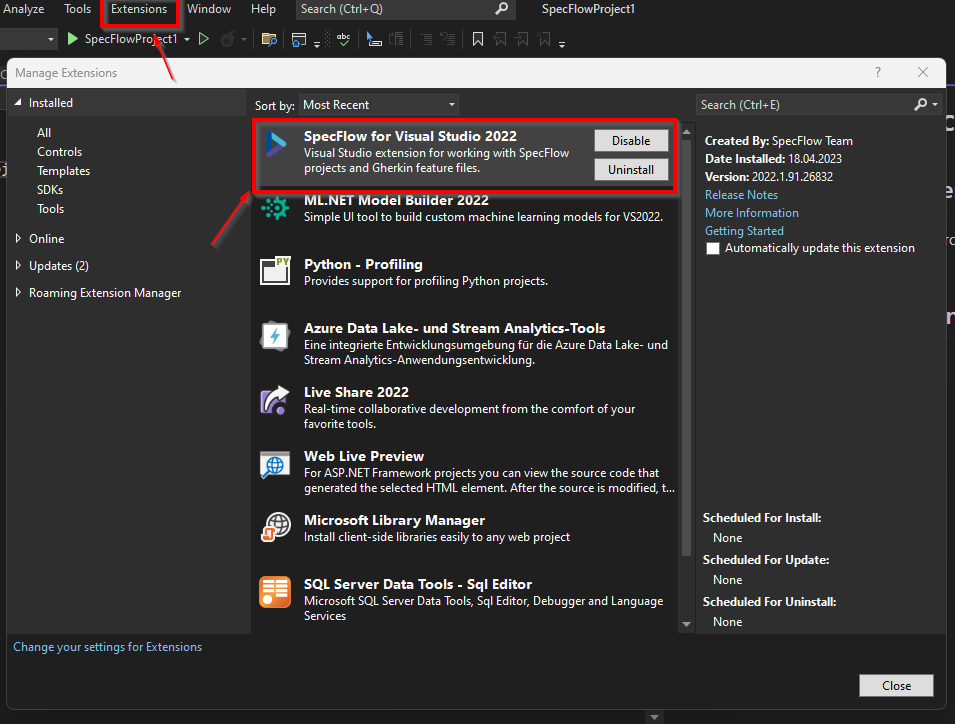 Analyze Tools Extensions Window Help Search (Ctrl+Q) SpecFlowProject1
SpecFlowProject1
Manage Extensions
Installed
All
Controls
Templates
SDKs
Tools
Online
Updates (2)
Roaming Extension Manager
Sort by: Most Recent
SpecFlow for Visual Studio 2022
Visual Studio extension for working with SpecFlow
projects and Gherkin feature files.
Disable
Uninstall
ML.NET Model Builder 2022
Simple UI tool to build custom machine learning models for VS2022.
Python - Profiling
Provides support for profiling Python projects.
Azure Data Lake- und Stream Analytics-Tools
Eine integrierte Entwicklungsumgebung für die Azure Data Lake- und
Stream Analytics-Anwendungsentwicklung.
Live Share 2022
Real-time collaborative development from the comfort of your
favorite tools.
Web Live Preview
For ASP.NET Framework projects you can view the source code that
generated the selected HTML element. After the source is modified, t...
Microsoft Library Manager
Install client-side libraries easily to any web project
SQL Server Data Tools - Sql Editor
Microsoft SQL Server Data Tools, Sql Editor, Debugger and Language
Services
Search (Ctrl+E)
Created By: SpecFlow Team
Date Installed: 18.04.2023
Version: 2022.1.91.26832
Release Notes
More Information
Getting Started
Automatically update this extension
Scheduled For Install:
None
Scheduled For Update:
None
Scheduled For Uninstall:
None
Change your settings for Extensions
Close